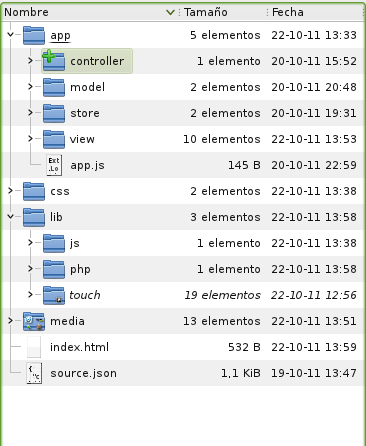 Nombre Tamaño Fecha
app 5 elementos 22-10-11 13:33
controller 1 elemento 20-10-11 15:52
model 2 elementos 20-10-11 20:48
store 2 elementos 20-10-11 19:31
view 10 elementos 22-10-11 13:53
app.js 145 B 20-10-11 22:59
css 2 elementos 22-10-11 13:38
lib 3 elementos 22-10-11 13:58
js 1 elemento 22-10-11 13:38
php 1 elemento 22-10-11 13:58
touch 19 elementos 22-10-11 12:56
media 13 elementos 22-10-11 13:51
index.html 532 B 22-10-11 13:59
source.json 1,1 KiB 19-10-11 13:47